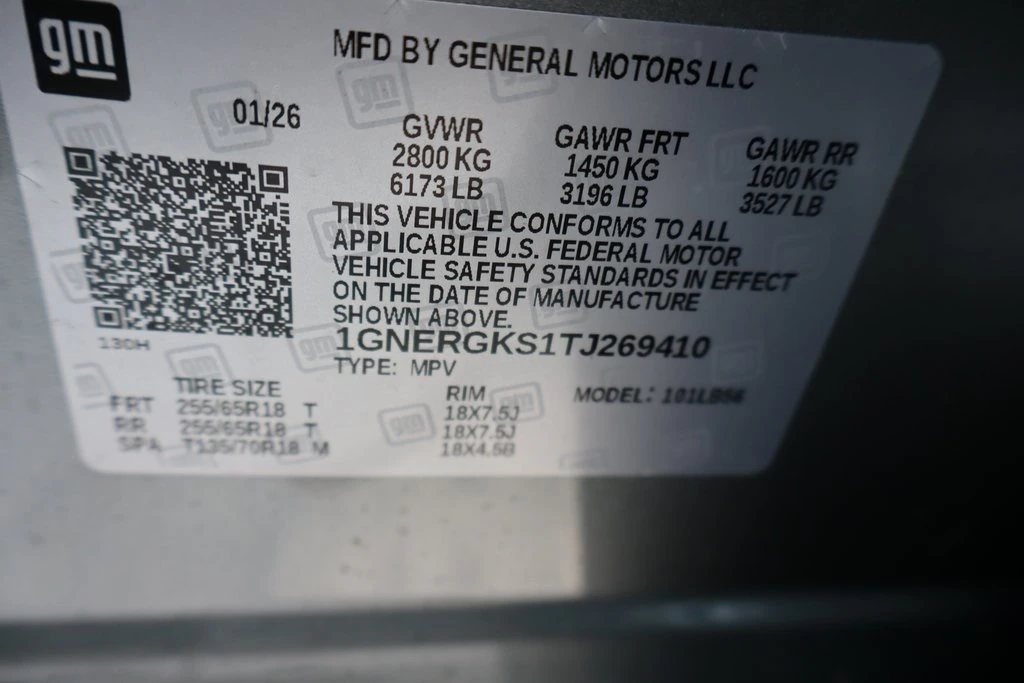 gm
MFD BY GENERAL MOTORS LLC
01/26
GVWR GAWR FRT GAWR RR
2800 KG 1450 KG 1600 KG
6173 LB 3196 LB 3527 LB
THIS VEHICLE CONFORMS TO ALL
APPLICABLE U.S. FEDERAL MOTOR
VEHICLE SAFETY STANDARDS IN EFFECT
ON THE DATE OF MANUFACTURE
SHOWN ABOVE.
1GNERGKS1TJ269410
130H
TYPE: MPV
TIRE SIZE RIM MODEL: 101LB56
FRT 255/65R18 T 18X7.5J
RR 255/65R18 T 18X7.5J
SPA T135/70R18 M 18X4.5B